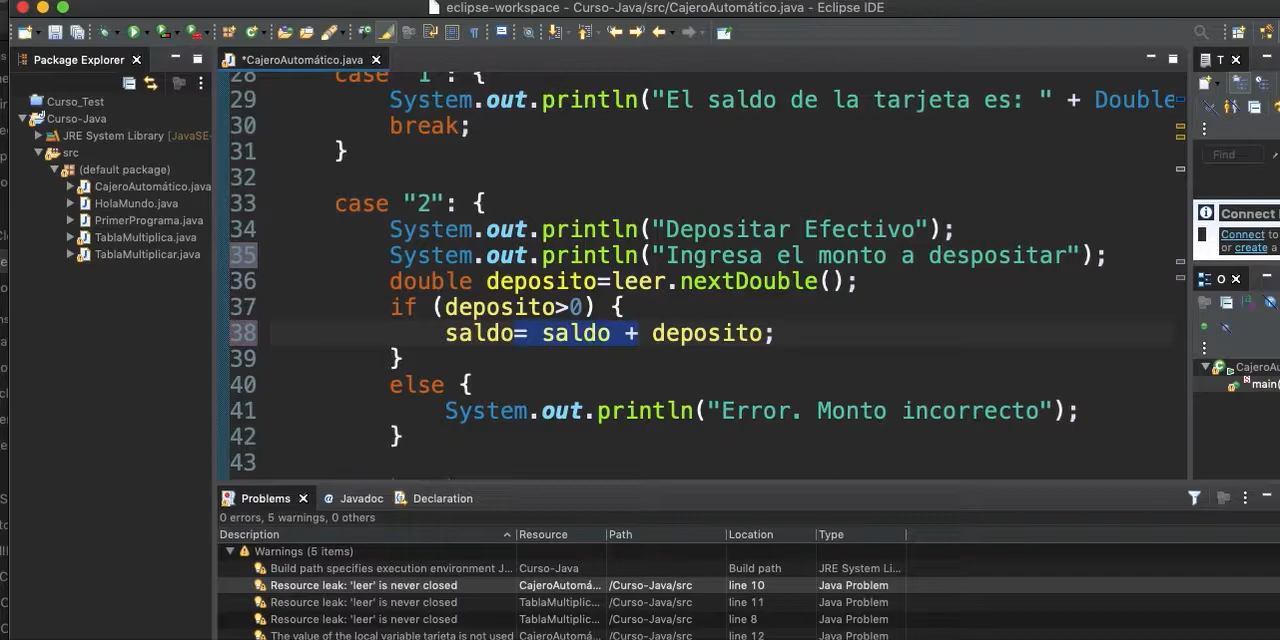 eclipse-workspace - Curso-Java/src/CajeroAutomático.java - Eclipse IDE
Package Explorer
*CajeroAutomático.java
Curso_Test
Curso-Java
JRE System Library [JavaSE-
src
(default package)
CajeroAutomático.java
HolaMundo.java
PrimerPrograma.java
TablaMultiplica.java
TablaMultiplicar.java
28 case "1": {
29 System.out.println("El saldo de la tarjeta es: " + Double
30 break;
31 }
32
33 case "2": {
34 System.out.println("Depositar Efectivo");
35 System.out.println("Ingresa el monto a despositar");
36 double deposito=leer.nextDouble();
37 if (deposito>0) {
38 saldo= saldo + deposito;
39 }
40 else {
41 System.out.println("Error. Monto incorrecto");
42 }
43
T
Find
Connect
Connect to
or create a
O
CajeroAu
main(
Problems
@ Javadoc
Declaration
0 errors, 5 warnings, 0 others
Description Resource Path Location Type
Warnings (5 items)
Build path specifies execution environment J... Curso-Java Build path JRE System Li...
Resource leak: 'leer' is never closed CajeroAutomá... /Curso-Java/src line 10 Java Problem
Resource leak: 'leer' is never closed TablaMultiplic... /Curso-Java/src line 11 Java Problem
Resource leak: 'leer' is never closed TablaMultiplic... /Curso-Java/src line 8 Java Problem
The value of the local variable tarjeta is not used CajeroAutomá... /Curso-Java/src line 12 Java Problem